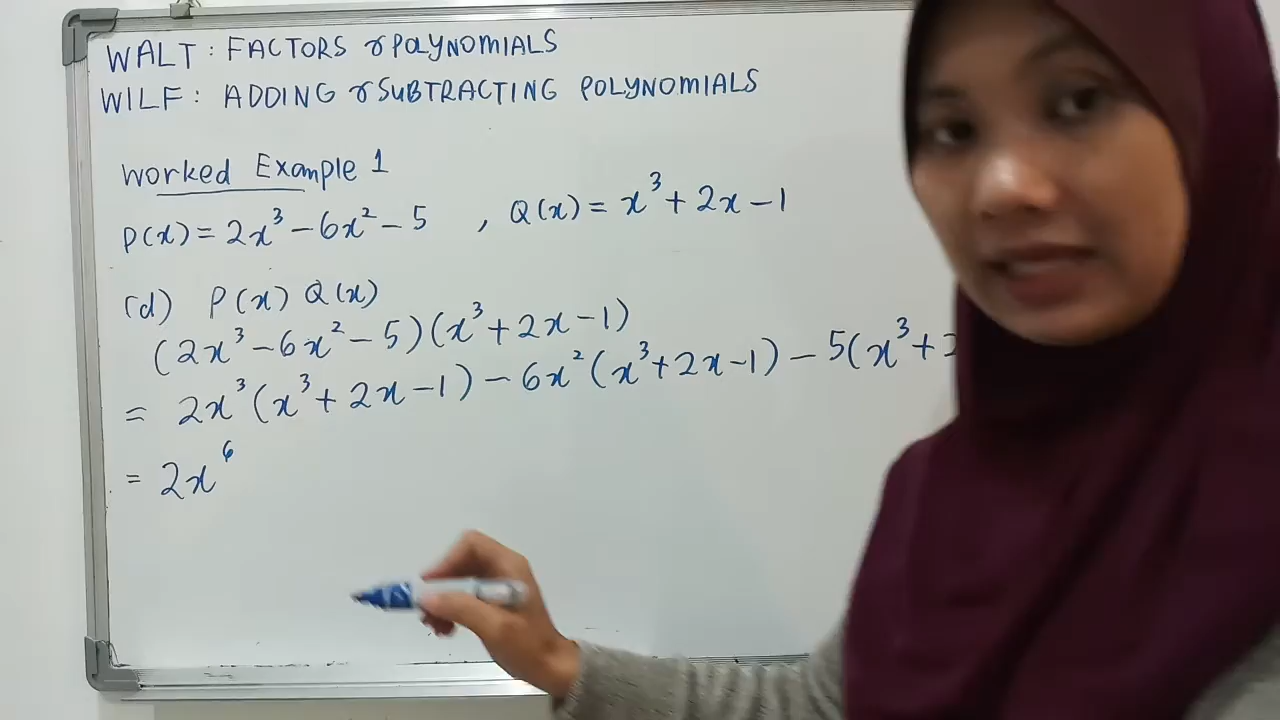 WALT : FACTORS & POLYNOMIALS
WILF : ADDING & SUBTRACTING POLYNOMIALS
Worked Example 1
P(x) = 2x³ - 6x² - 5 , Q(x) = x³ + 2x - 1
(d) P(x) Q(x)
(2x³ - 6x² - 5)(x³ + 2x - 1)
= 2x³(x³ + 2x - 1) - 6x²(x³ + 2x - 1) - 5(x³ + 2
= 2x⁶